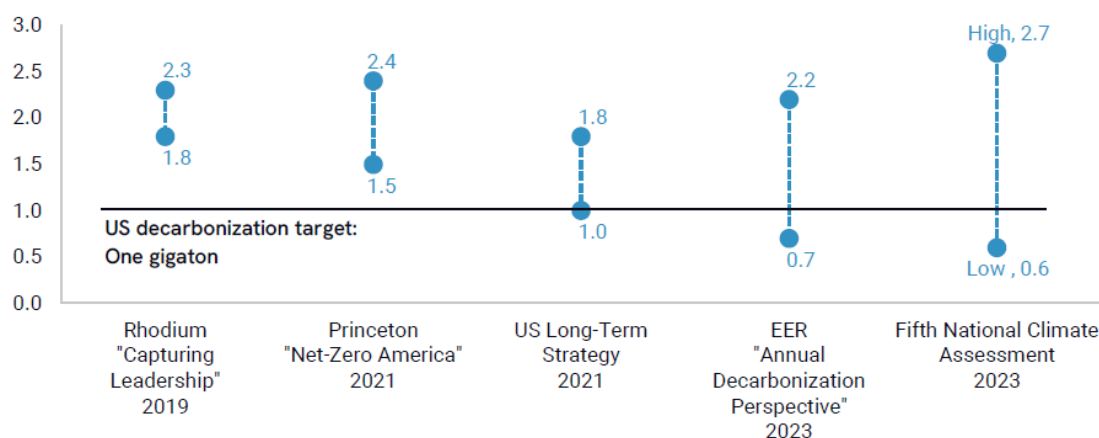 3.0
2.5
2.0
1.5
1.0
0.5
0.0
2.3
1.8
2.4
1.5
1.8
1.0
2.2
0.7
High, 2.7
Low , 0.6
US decarbonization target:
One gigaton
Rhodium
"Capturing
Leadership"
2019
Princeton
"Net-Zero America"
2021
US Long-Term
Strategy
2021
EER
"Annual
Decarbonization
Perspective"
2023
Fifth National Climate
Assessment
2023